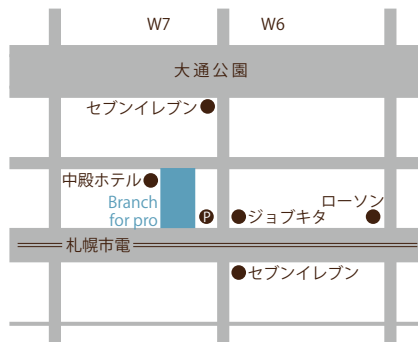 W7 W6
大通公園
セブンイレブン
中殿ホテル
ローソン
Branch
for pro
P
ジョブキタ
札幌市電
セブンイレブン